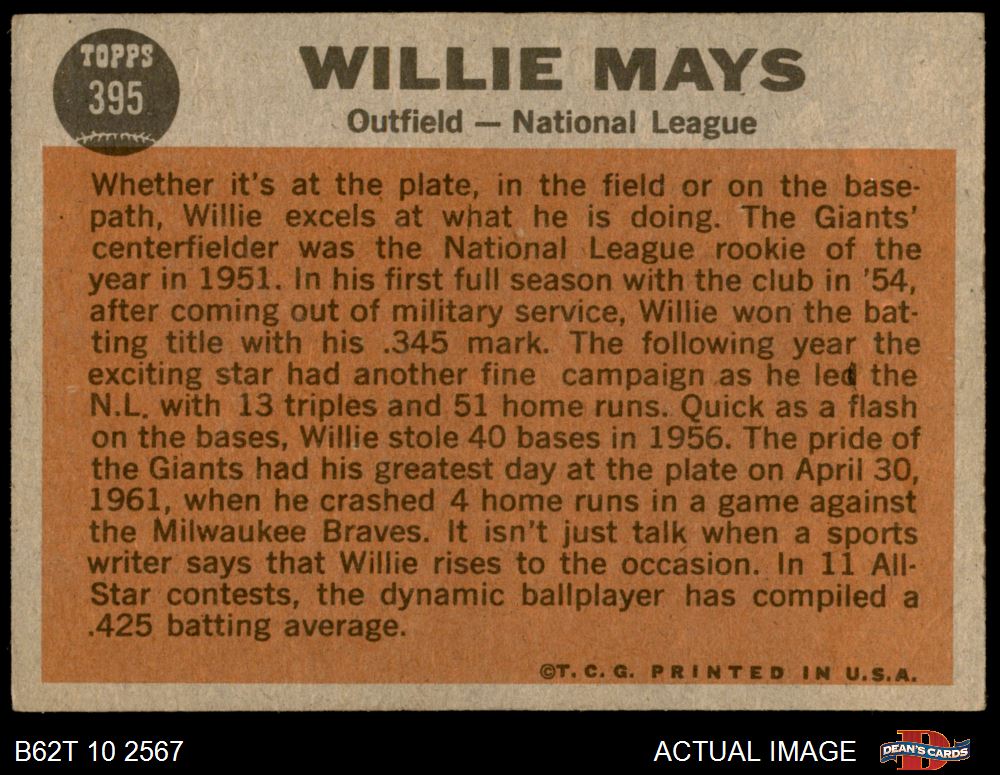 TOPPS
395
WILLIE MAYS
Outfield — National League
Whether it's at the plate, in the field or on the base-
path, Willie excels at what he is doing. The Giants'
centerfielder was the National League rookie of the
year in 1951. In his first full season with the club in '54,
after coming out of military service, Willie won the bat-
ting title with his .345 mark. The following year the
exciting star had another fine campaign as he led the
N.L. with 13 triples and 51 home runs. Quick as a flash
on the bases, Willie stole 40 bases in 1956. The pride of
the Giants had his greatest day at the plate on April 30,
1961, when he crashed 4 home runs in a game against
the Milwaukee Braves. It isn't just talk when a sports
writer says that Willie rises to the occasion. In 11 All-
Star contests, the dynamic ballplayer has compiled a
.425 batting average.
©T. C. G. PRINTED IN U.S.A.
B62T 10 2567
ACTUAL IMAGE
D
DEAN'S CARDS